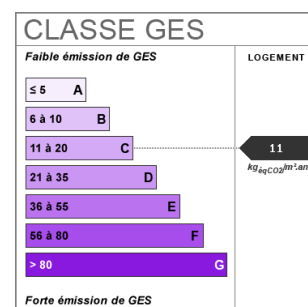 CLASSE GES
Faible émission de GES
LOGEMENT
≤ 5 A
6 à 10 B
11 à 20 C
11
kgéqCO2/m².an
21 à 35 D
36 à 55 E
56 à 80 F
> 80 G
Forte émission de GES